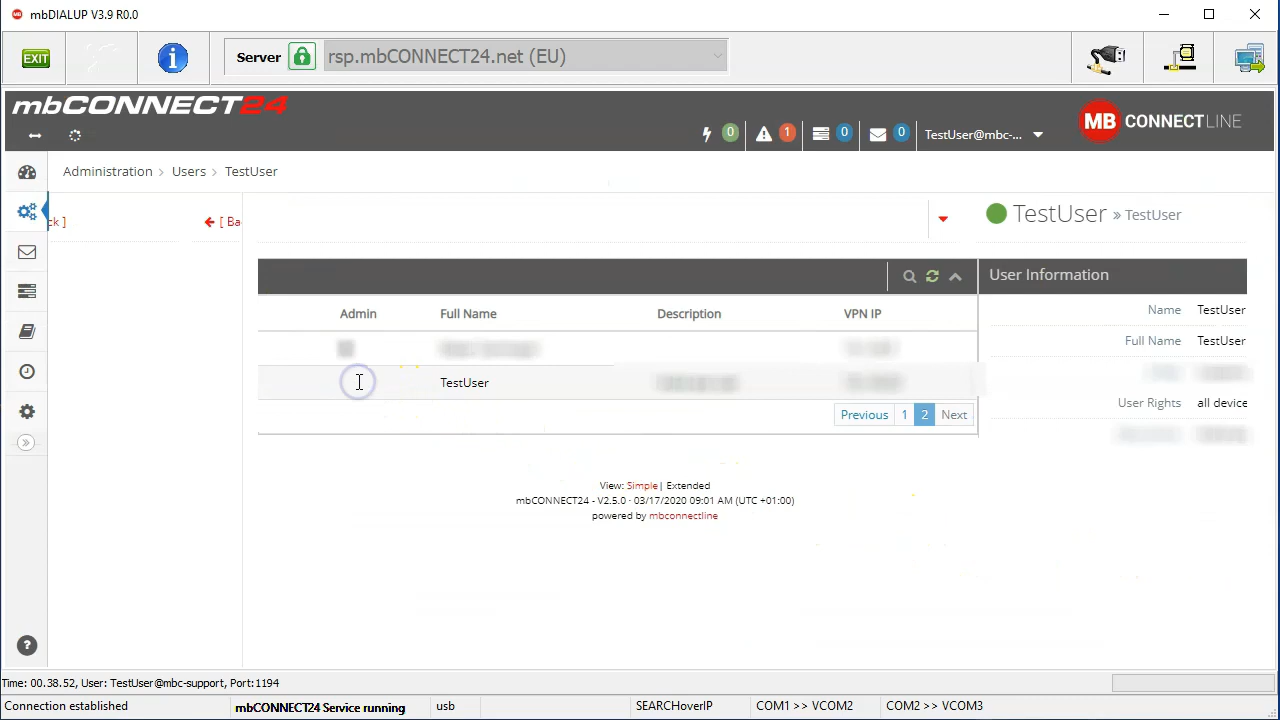 mbDIALUP V3.9 R0.0
EXIT
Server
rsp.mbCONNECT24.net (EU)
mbCONNECT24
0
1
0
0
TestUser@mbc-...
MB CONNECT LINE
Administration > Users > TestUser
ck ]
[ Ba
TestUser » TestUser
User Information
Admin Full Name Description VPN IP
TestUser
Previous 1 2 Next
Name TestUser
Full Name TestUser
User Rights all device
View: Simple | Extended
mbCONNECT24 - V2.5.0 · 03/17/2020 09:01 AM (UTC +01:00)
powered by mbconnectline
Time: 00.38.52, User: TestUser@mbc-support, Port:1194
Connection established
mbCONNECT24 Service running
usb
SEARCHoverIP
COM1 >> VCOM2
COM2 >> VCOM3